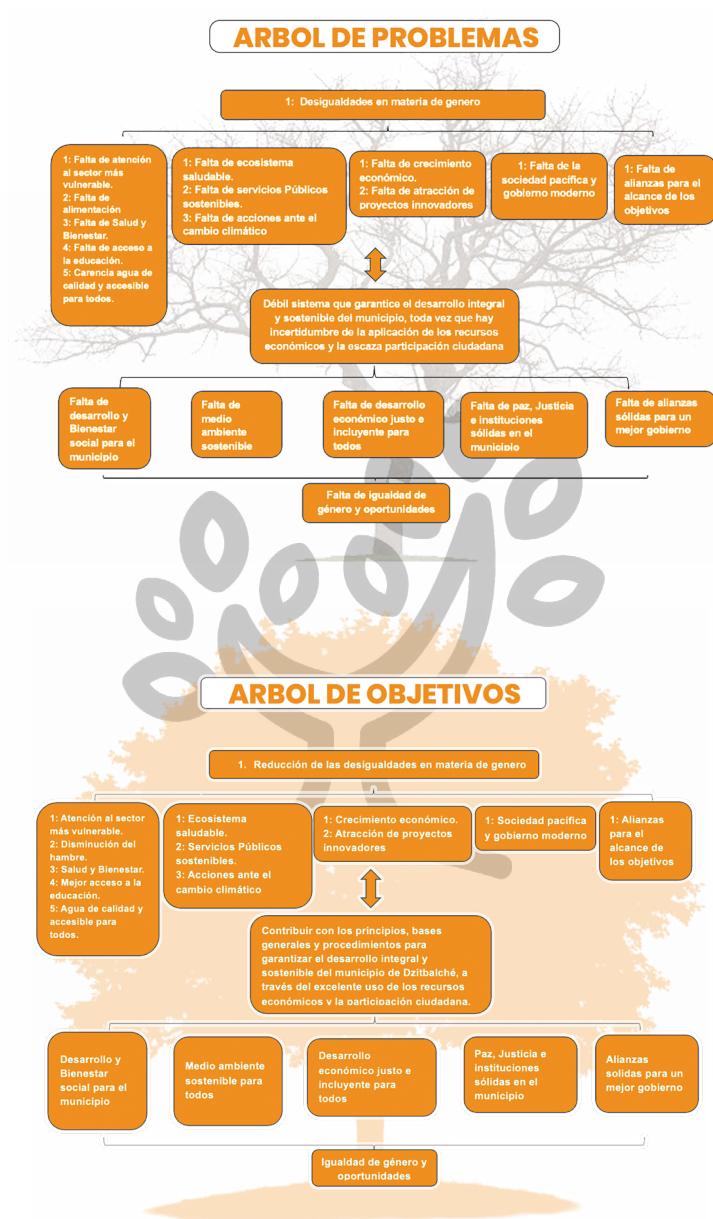 ARBOL DE PROBLEMAS
1: Desigualdades en materia de genero
1: Falta de atención
al sector más
vulnerable.
2: Falta de
alimentación
3: Falta de Salud y
Bienestar.
4: Falta de acceso a
la educación.
5: Carencia agua de
calidad y accesible
para todos.
1: Falta de ecosistema
saludable.
2: Falta de servicios Públicos
sostenibles.
3: Falta de acciones ante el
cambio climático
1: Falta de crecimiento
económico.
2: Falta de atracción de
proyectos innovadores
1: Falta de la
sociedad pacífica y
gobierno moderno
1: Falta de
alianzas para el
alcance de los
objetivos
Débil sistema que garantice el desarrollo integral
y sostenible del municipio, toda vez que hay
incertidumbre de la aplicación de los recursos
económicos y la escaza participación ciudadana
Falta de
desarrollo y
Bienestar
social para el
municipio
Falta de
medio
ambiente
sostenible
Falta de desarrollo
económico justo e
incluyente para
todos
Falta de paz, Justicia
e instituciones
sólidas en el
municipio
Falta de alianzas
sólidas para un
mejor gobierno
Falta de igualdad de
género y oportunidades
ARBOL DE OBJETIVOS
1. Reducción de las desigualdades en materia de genero
1: Atención al sector
más vulnerable.
2: Disminución del
hambre.
3: Salud y Bienestar.
4: Mejor acceso a la
educación.
5: Agua de calidad y
accesible para
todos.
1: Ecosistema
saludable.
2: Servicios Públicos
sostenibles.
3: Acciones ante el
cambio climático
1: Crecimiento económico.
2: Atracción de proyectos
innovadores
1: Sociedad pacífica
y gobierno moderno
1: Alianzas
para el
alcance de
los objetivos
Contribuir con los principios, bases
generales y procedimientos para
garantizar el desarrollo integral y
sostenible del municipio de Dzitbalché, a
través del excelente uso de los recursos
económicos y la participación ciudadana.
Desarrollo y
Bienestar
social para el
municipio
Medio ambiente
sostenible para
todos
Desarrollo
económico justo e
incluyente para
todos
Paz, Justicia e
instituciones
sólidas en el
municipio
Alianzas
solidas para un
mejor gobierno
Igualdad de género y
oportunidades